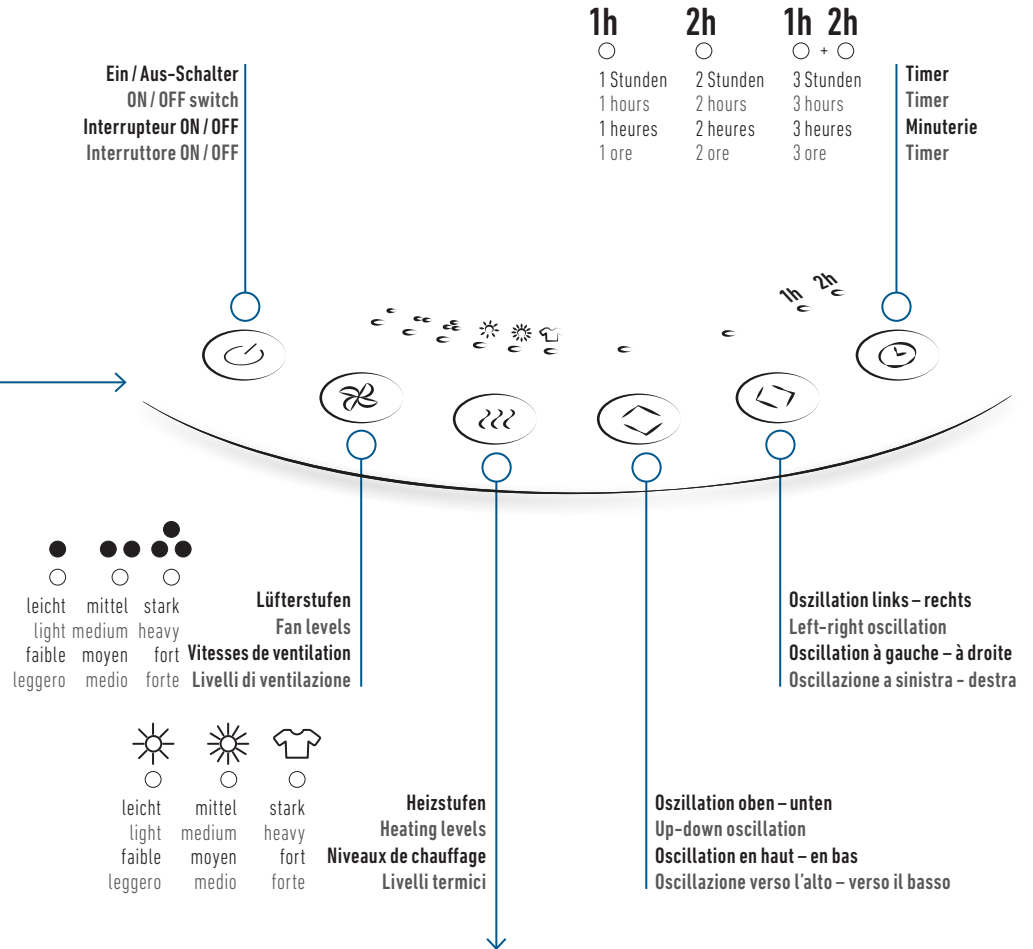 1h 2h 1h 2h
+
Ein / Aus-Schalter
ON / OFF switch
Interrupteur ON / OFF
Interruttore ON / OFF
1 Stunden 2 Stunden 3 Stunden
1 hours 2 hours 3 hours
1 heures 2 heures 3 heures
1 ore 2 ore 3 ore
Timer
Timer
Minuterie
Timer
1h 2h
leicht mittel stark
light medium heavy
faible moyen fort
leggero medio forte
Lüfterstufen
Fan levels
Vitesses de ventilation
Livelli di ventilazione
Oszillation links – rechts
Left-right oscillation
Oscillation à gauche – à droite
Oscillazione a sinistra - destra
leicht mittel stark
light medium heavy
faible moyen fort
leggero medio forte
Heizstufen
Heating levels
Niveaux de chauffage
Livelli termici
Oszillation oben – unten
Up-down oscillation
Oscillation en haut – en bas
Oscillazione verso l'alto – verso il basso